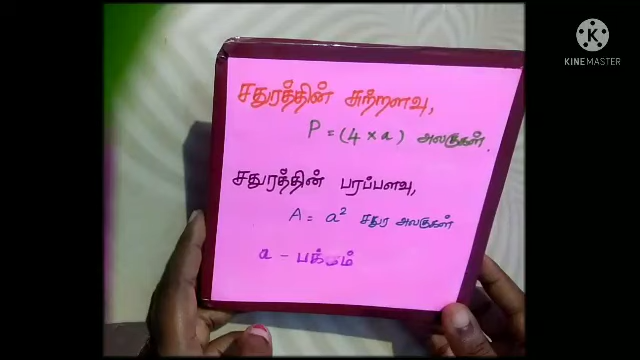 KINEMASTER
சதுரத்தின் சுற்றளவு,
P = (4 × a) அலகுகள்.
சதுரத்தின் பரப்பளவு,
A = a² சதுர அலகுகள்
a – பக்கம்